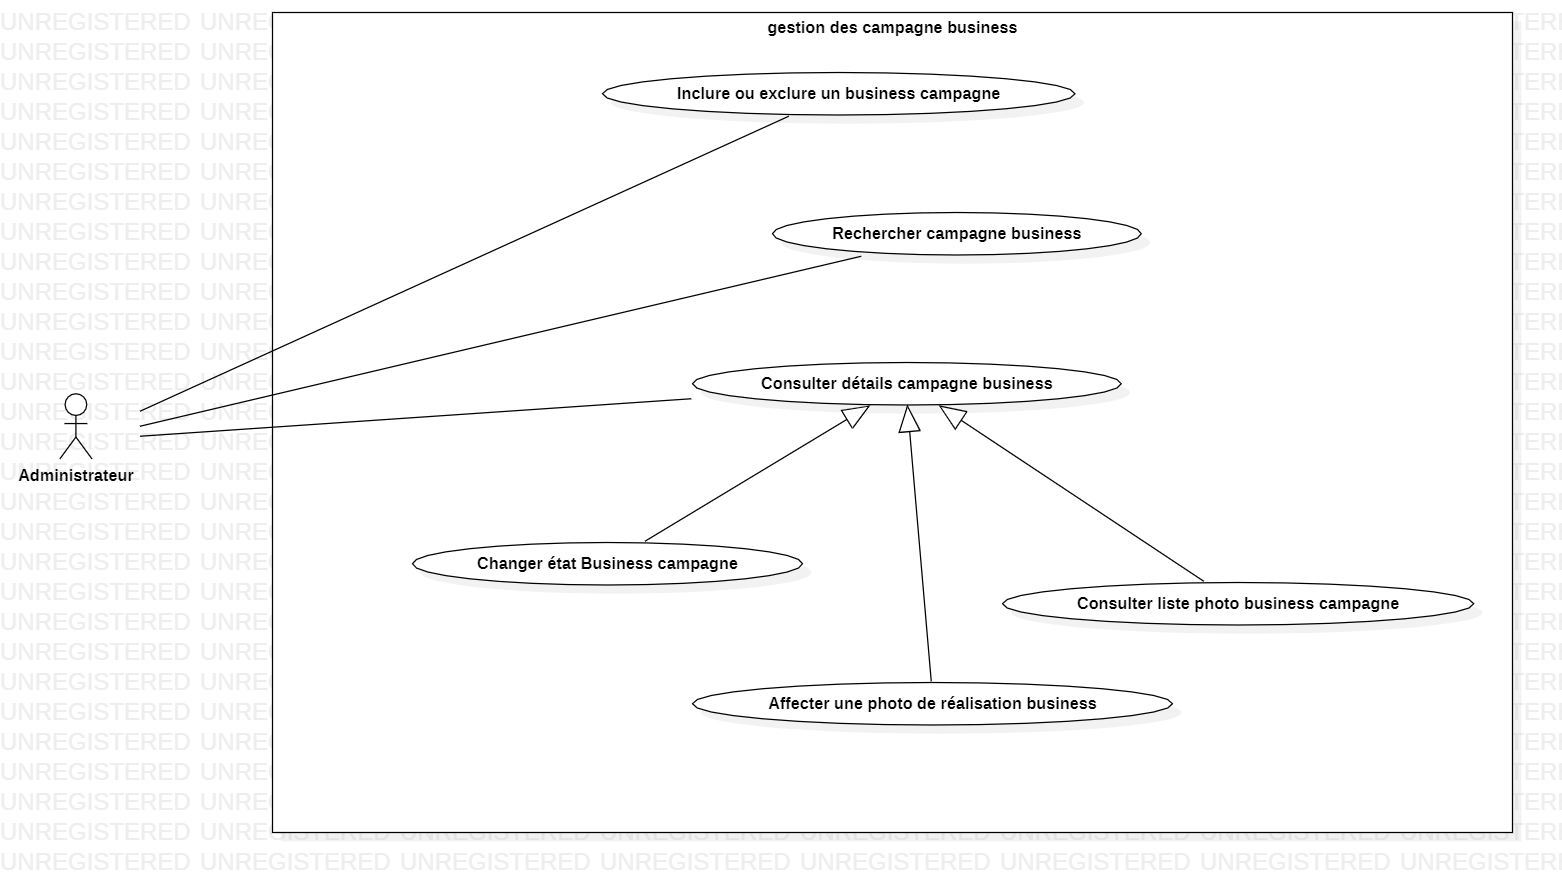 gestion des campagne business
Inclure ou exclure un business campagne
Rechercher campagne business
Consulter détails campagne business
Administrateur
Changer état Business campagne
Consulter liste photo business campagne
Affecter une photo de réalisation business
UNREGISTERED UNREGISTERED UNREGISTERED UNREGISTERED UNREGISTERED UNREGISTERED UNREGISTERED UNREGISTERI